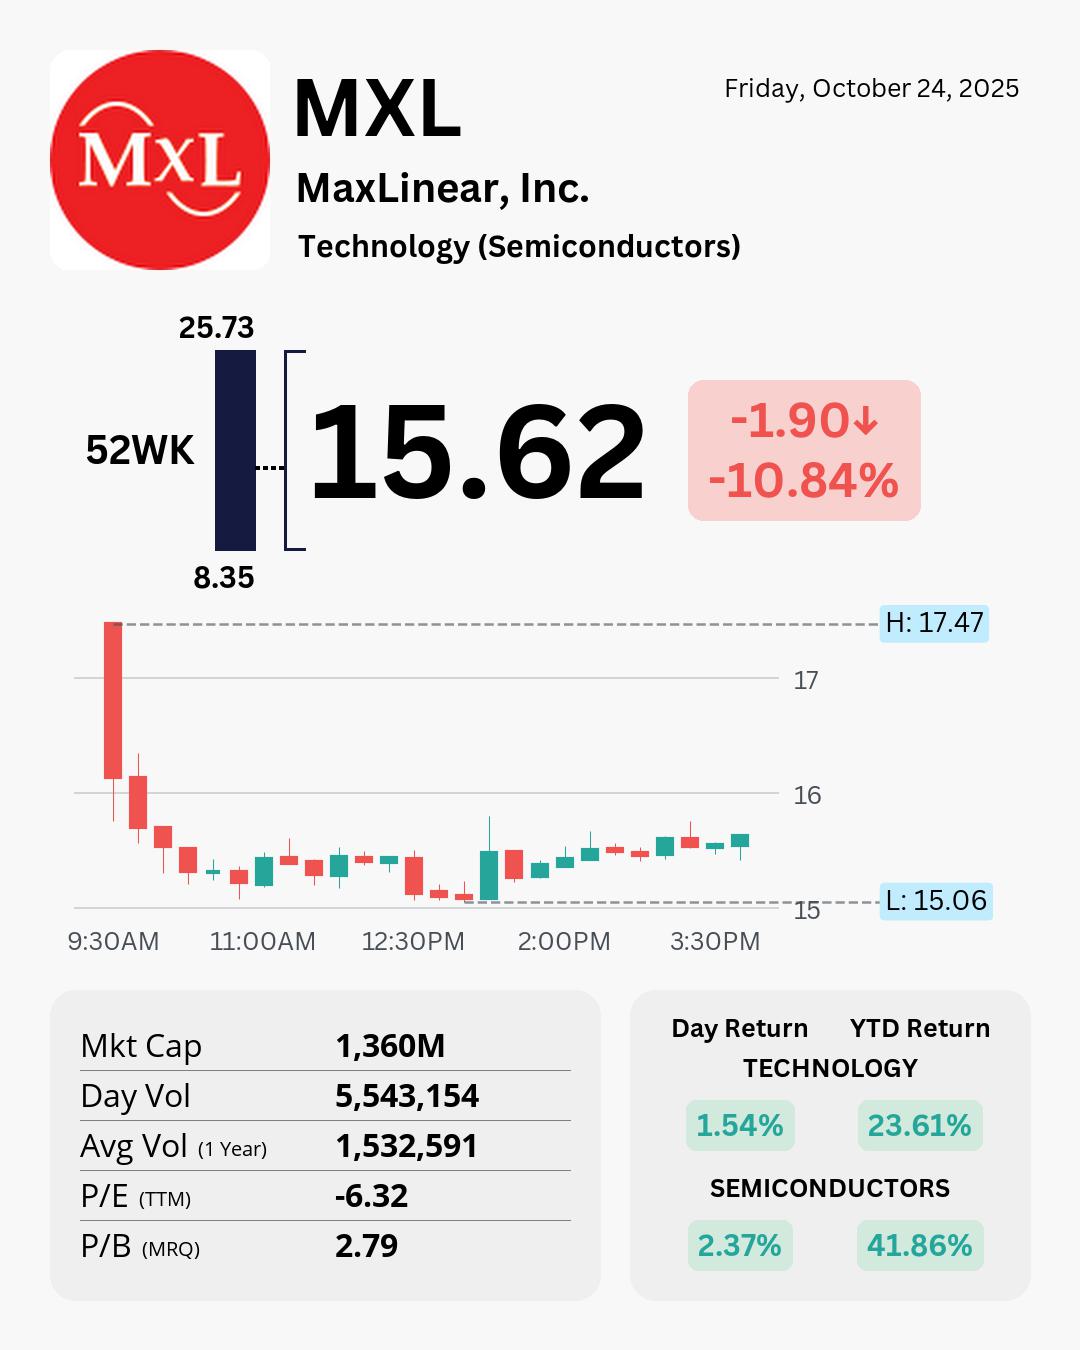 MXL
MXL
Friday, October 24, 2025
MaxLinear, Inc.
Technology (Semiconductors)
25.73
52WK
15.62
-1.90↓
-10.84%
8.35
H: 17.47
17
16
15
L: 15.06
9:30AM 11:00AM 12:30PM 2:00PM 3:30PM
Mkt Cap 1,360M
Day Vol 5,543,154
Avg Vol (1 Year) 1,532,591
P/E (TTM) -6.32
P/B (MRQ) 2.79
Day Return YTD Return
TECHNOLOGY
1.54% 23.61%
SEMICONDUCTORS
2.37% 41.86%